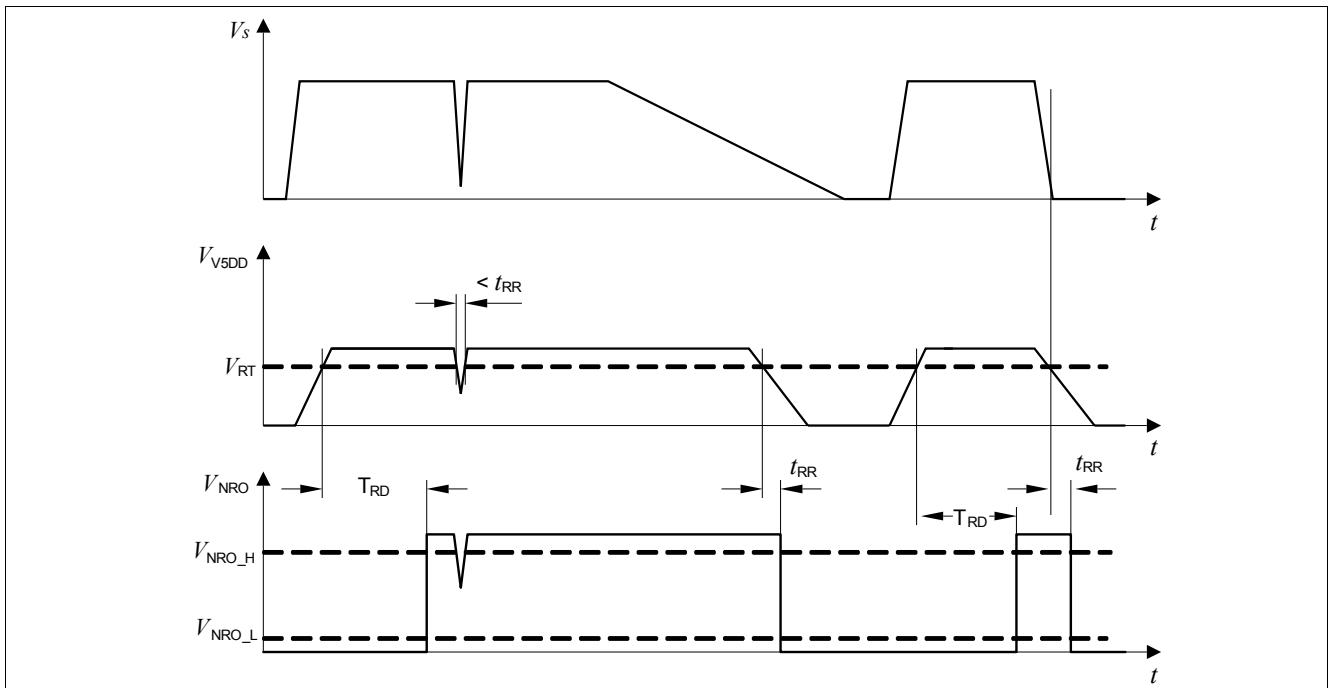 Vs
t
VV5DD
< tRR
VRT
t
VNRO
TRD
tRR
TRD
tRR
VNRO_H
VNRO_L
t